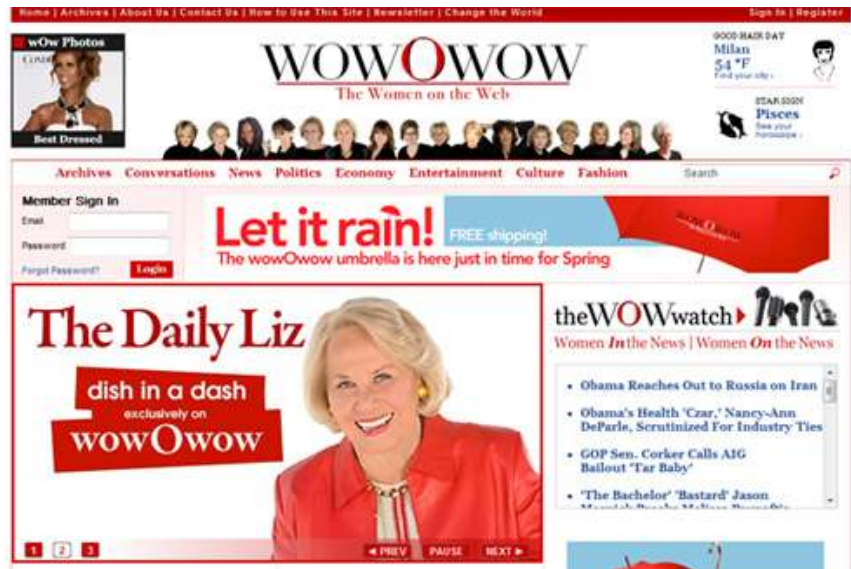 Home | Archives | About Us | Contact Us | How to Use This Site | Newsletter | Change the World
Sign In | Register
wOw Photos
Best Dressed
WOWOWOW
The Women on the Web
GOOD HAIR DAY
Milan
54 °F
Find your city ›
STAR SIGN
Pisces
See your
horoscope ›
Archives Conversations News Politics Economy Entertainment Culture Fashion
Search
Member Sign In
Email
Password
Forgot Password?
Login
Let it rain!
FREE shipping!
The wowOwow umbrella is here just in time for Spring
WOWOWOW
The Daily Liz
dish in a dash
exclusively on
wowOwow
1 2 3
PREV PAUSE NEXT
theWOWwatch
Women In the News | Women On the News
• Obama Reaches Out to Russia on Iran
• Obama's Health 'Czar,' Nancy-Ann
DeParle, Scrutinized For Industry Ties
• GOP Sen. Corker Calls AIG
Bailout 'Tar Baby'
• 'The Bachelor' 'Bastard' Jason